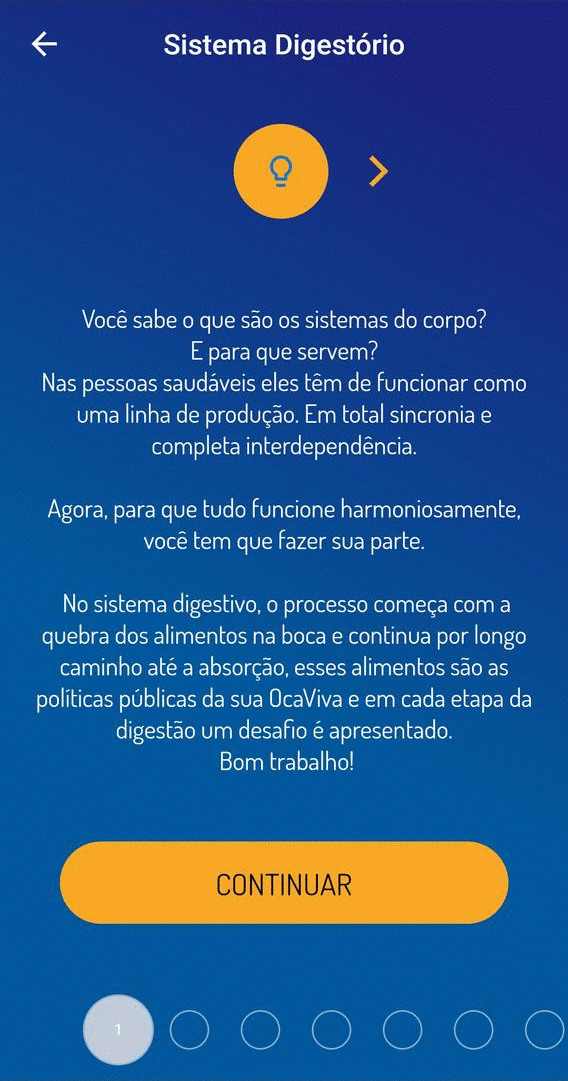 Sistema Digestório
Você sabe o que são os sistemas do corpo?
E para que servem?
Nas pessoas saudáveis eles têm de funcionar como
uma linha de produção. Em total sincronia e
completa interdependência.
Agora, para que tudo funcione harmoniosamente,
você tem que fazer sua parte.
No sistema digestivo, o processo começa com a
quebra dos alimentos na boca e continua por longo
caminho até a absorção, esses alimentos são as
políticas públicas da sua OcaViva e em cada etapa da
digestão um desafio é apresentado.
Bom trabalho!
CONTINUAR
1